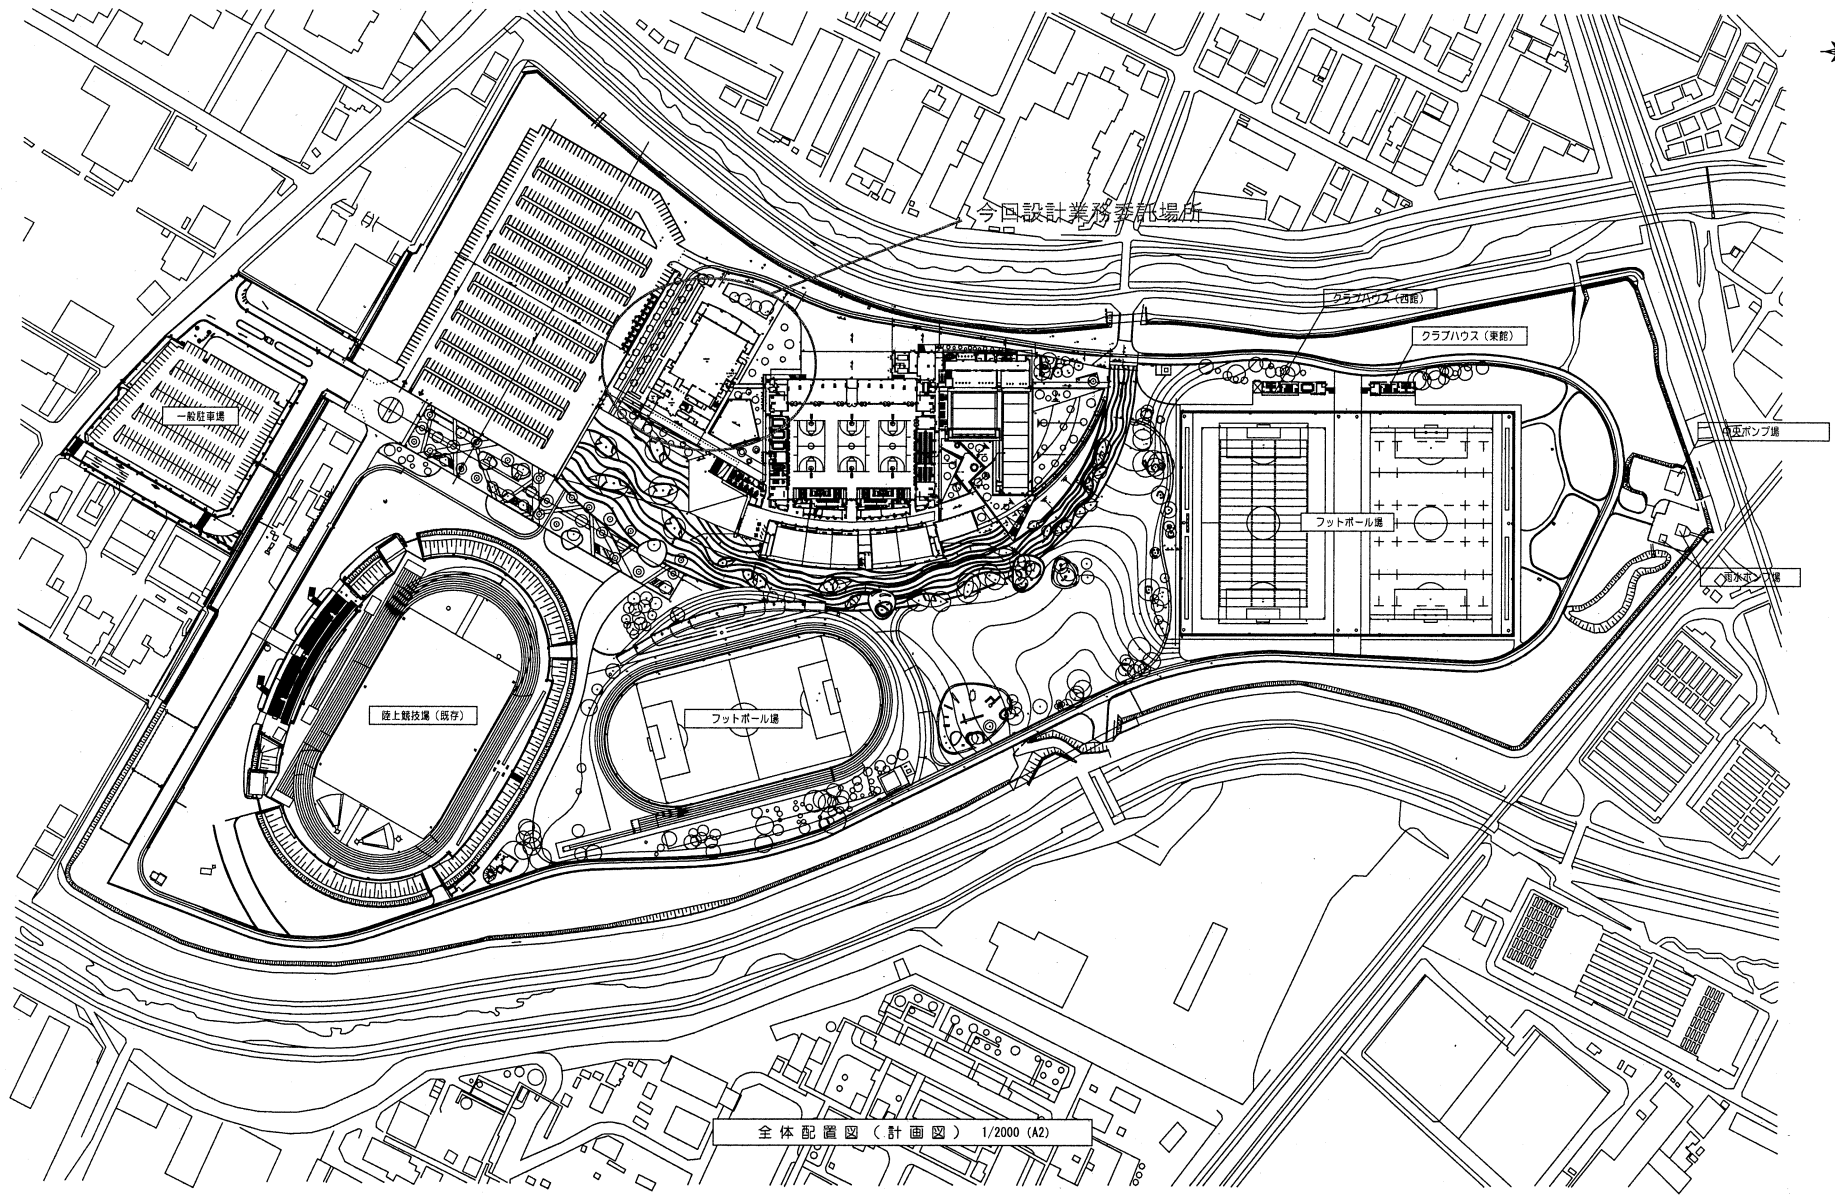 今回設計業務委託場所
クラブハウス（西館）
クラブハウス（東館）
一般駐車場
中央ポンプ場
フットボール場
雨水ポンプ場
陸上競技場（既存）
フットボール場
全体配置図（計画図） 1/2000 (A2)